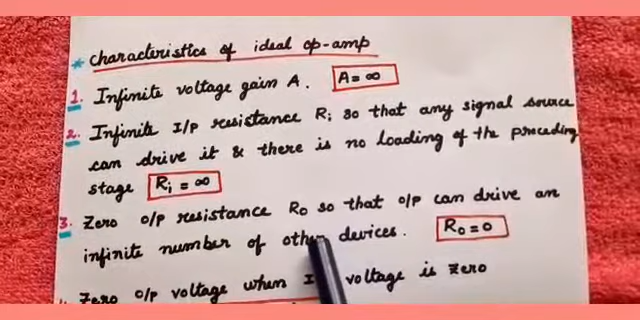 * characteristics of ideal op-amp
1. Infinite voltage gain A. A = ∞
2. Infinite I/p resistance Ri so that any signal source
can drive it & there is no loading of the preceding
stage Ri = ∞
3. Zero o/p resistance Ro so that o/p can drive an
infinite number of other devices. Ro = 0
Zero o/p voltage when voltage is zero